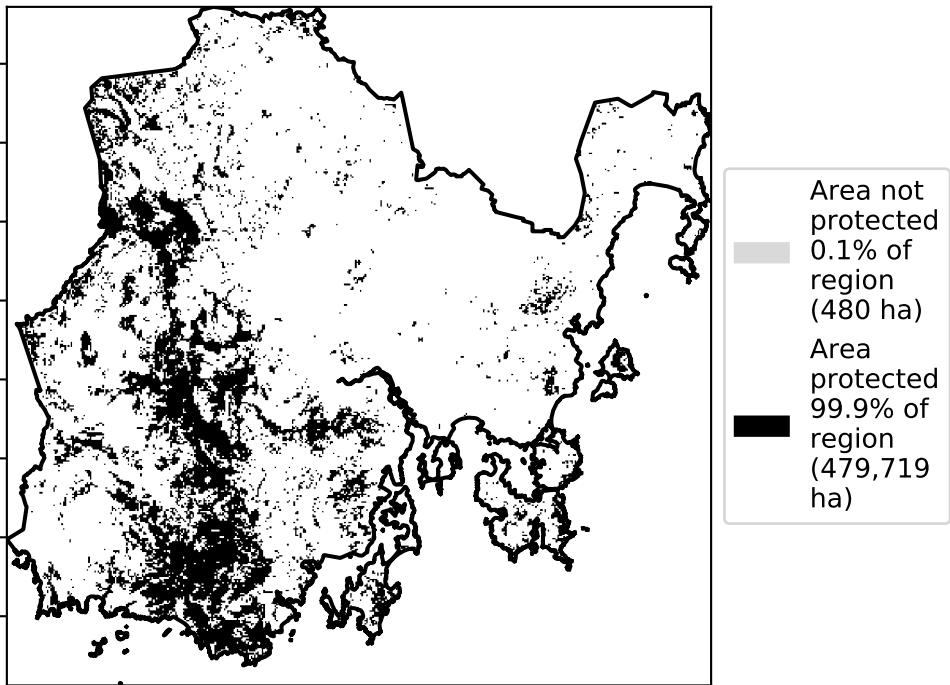 Area not
protected
0.1% of
region
(480 ha)
Area
protected
99.9% of
region
(479,719
ha)